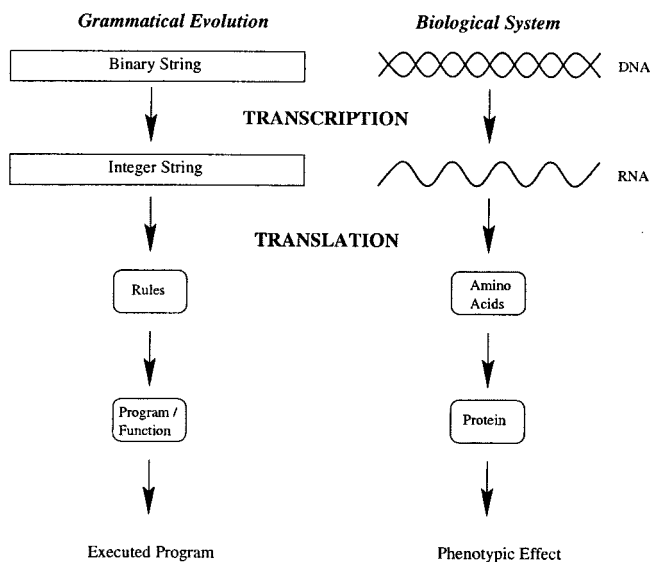 Grammatical Evolution
Biological System
Binary String
DNA
TRANSCRIPTION
Integer String
RNA
TRANSLATION
Rules
Amino
Acids
Program /
Function
Protein
Executed Program
Phenotypic Effect